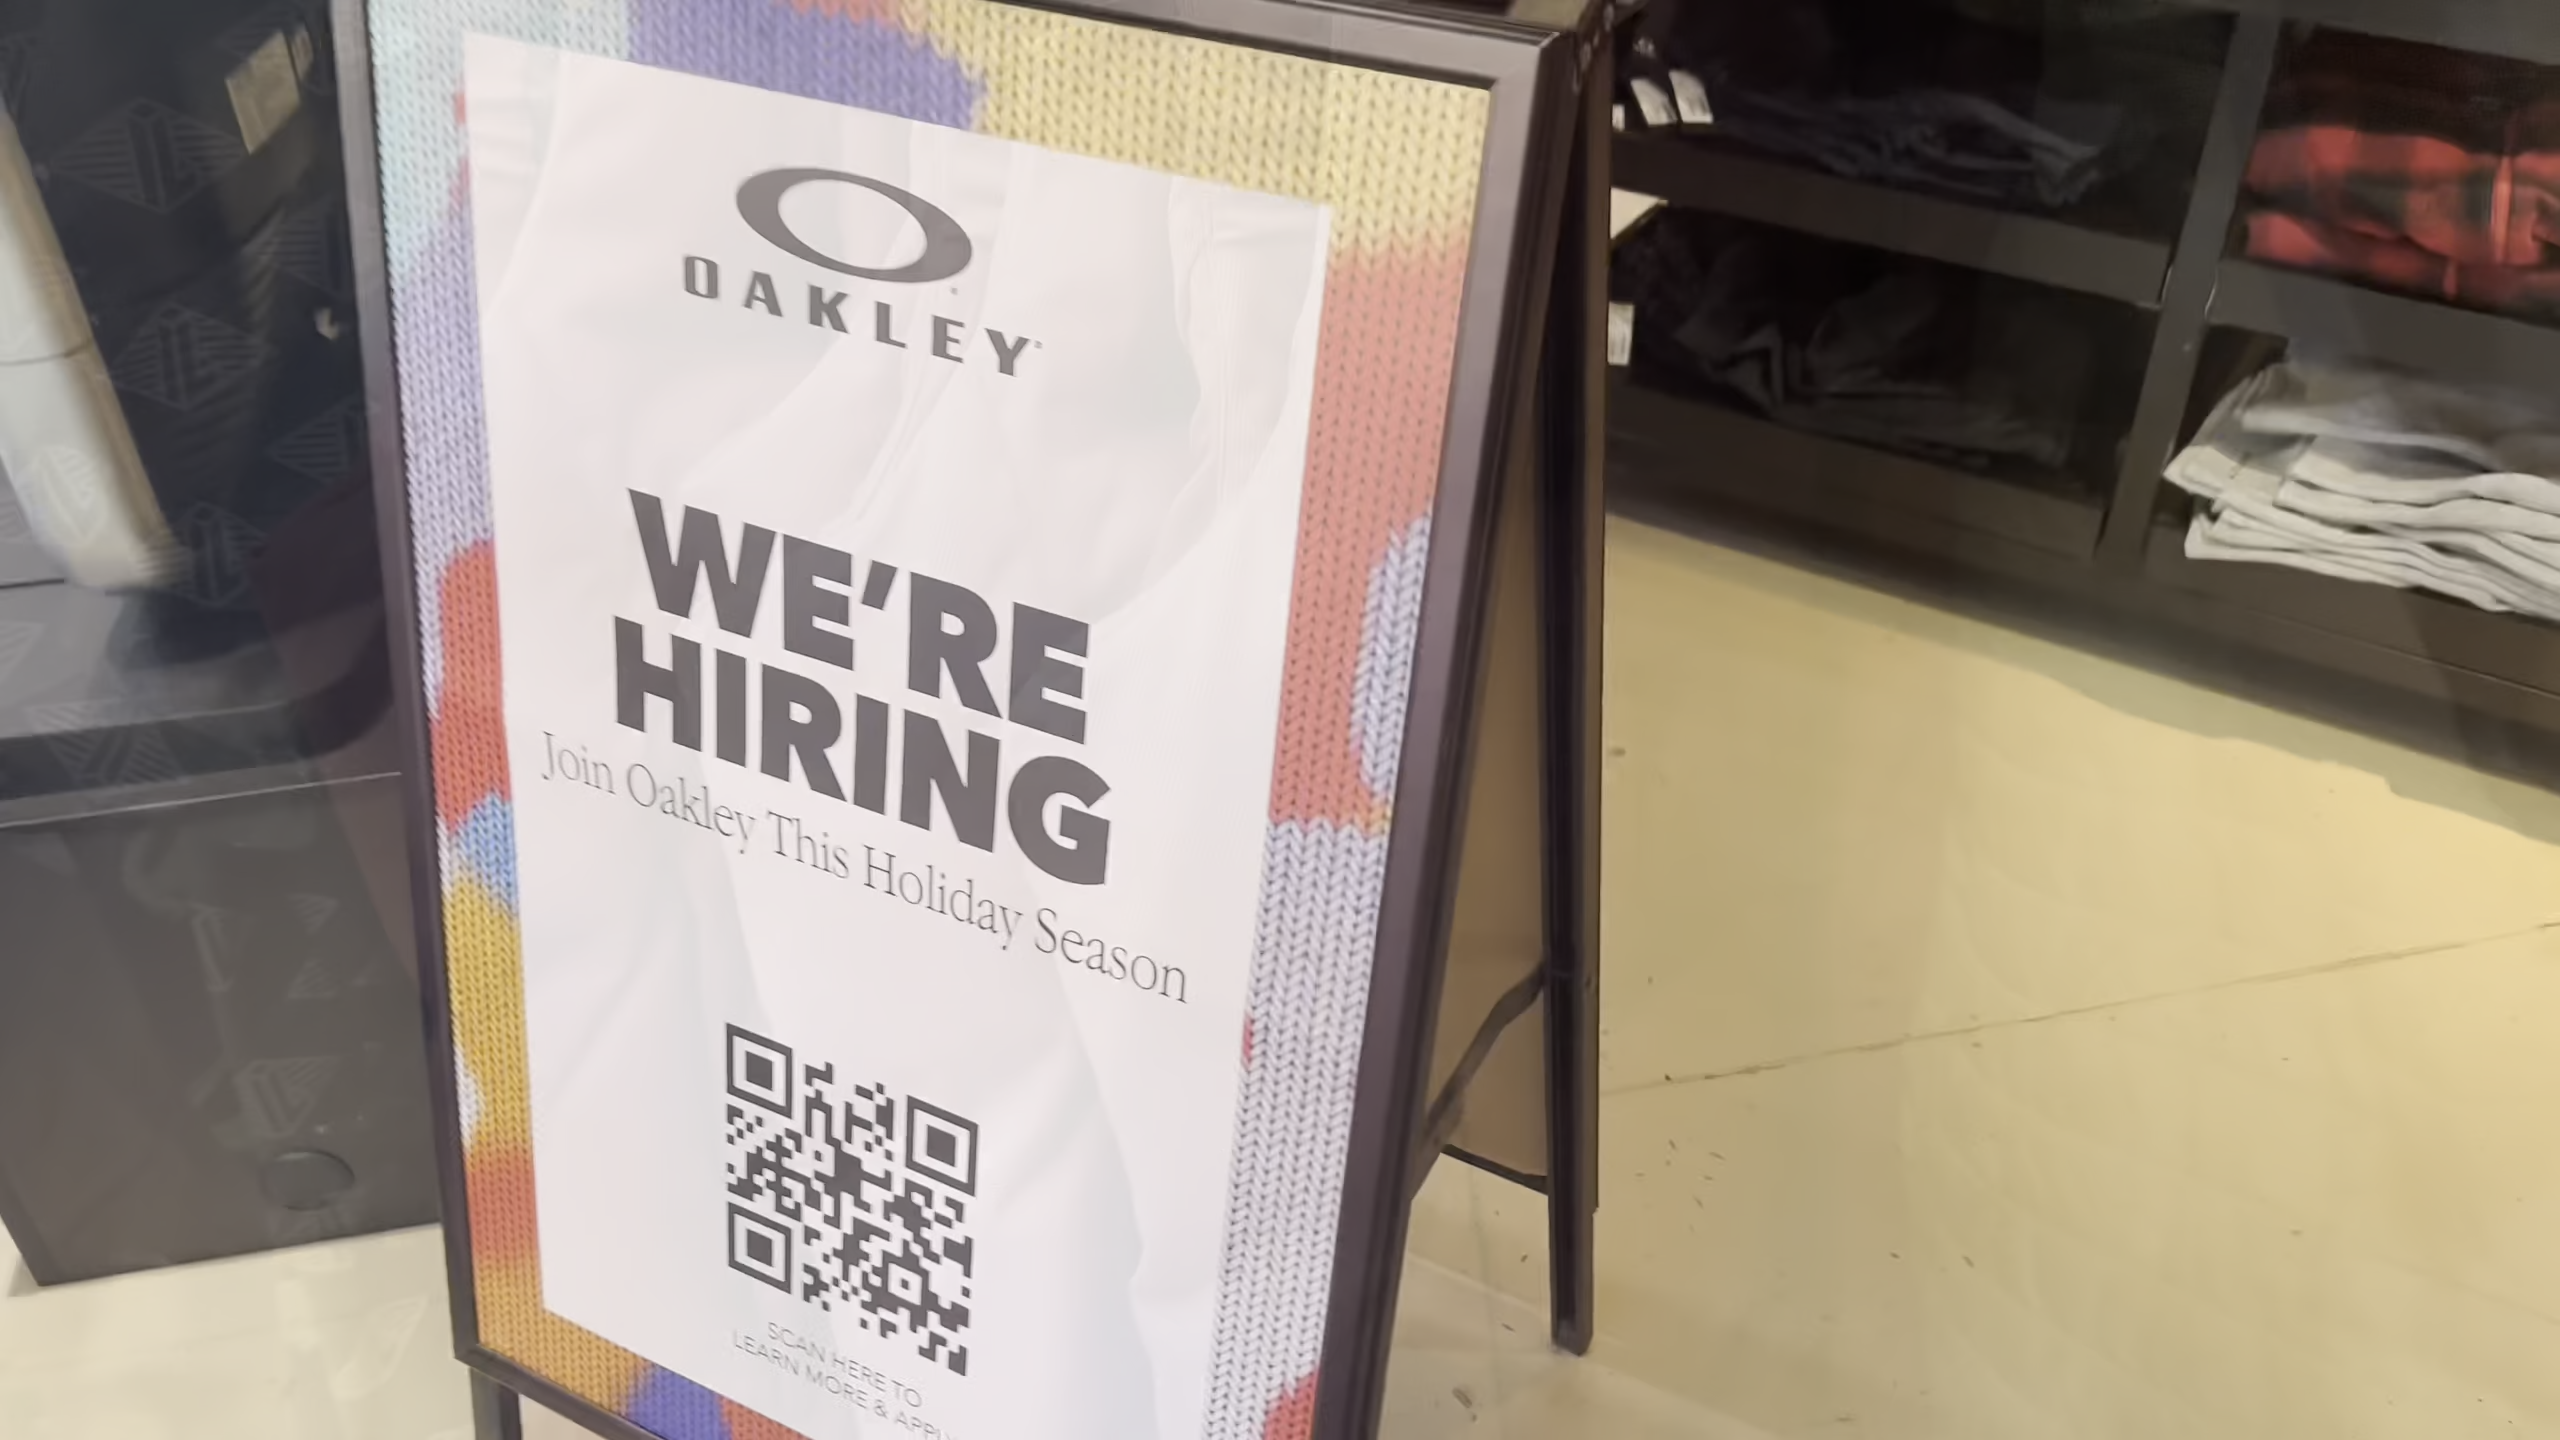 OAKLEY
WE'RE
HIRING
Join Oakley This Holiday Season
SCAN HERE TO
LEARN MORE & APPLY